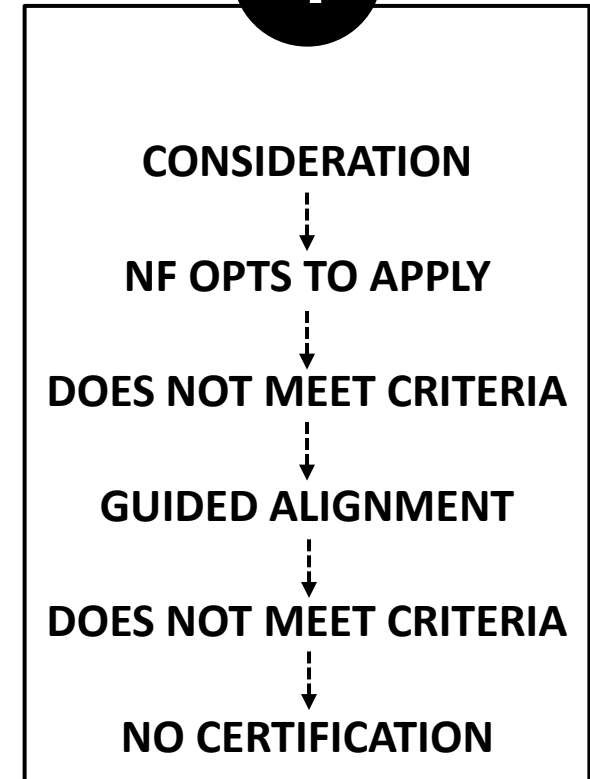 CONSIDERATION
NF OPTS TO APPLY
DOES NOT MEET CRITERIA
GUIDED ALIGNMENT
DOES NOT MEET CRITERIA
NO CERTIFICATION